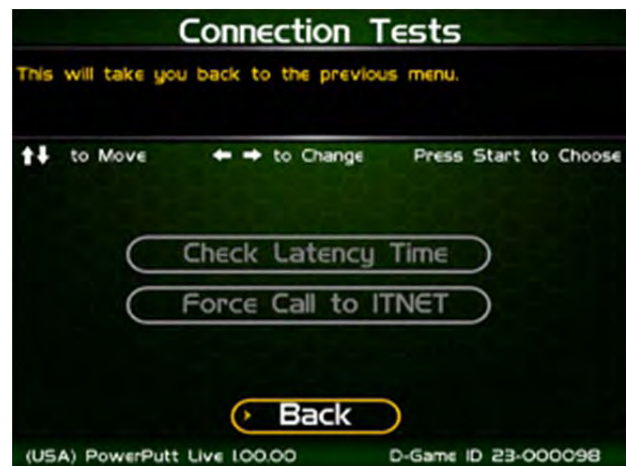 Connection Tests
This will take you back to the previous menu.
to Move to Change Press Start to Choose
Check Latency Time
Force Call to ITNET
Back
(USA) PowerPutt Live 1.00.00 D-Game ID 23-000098